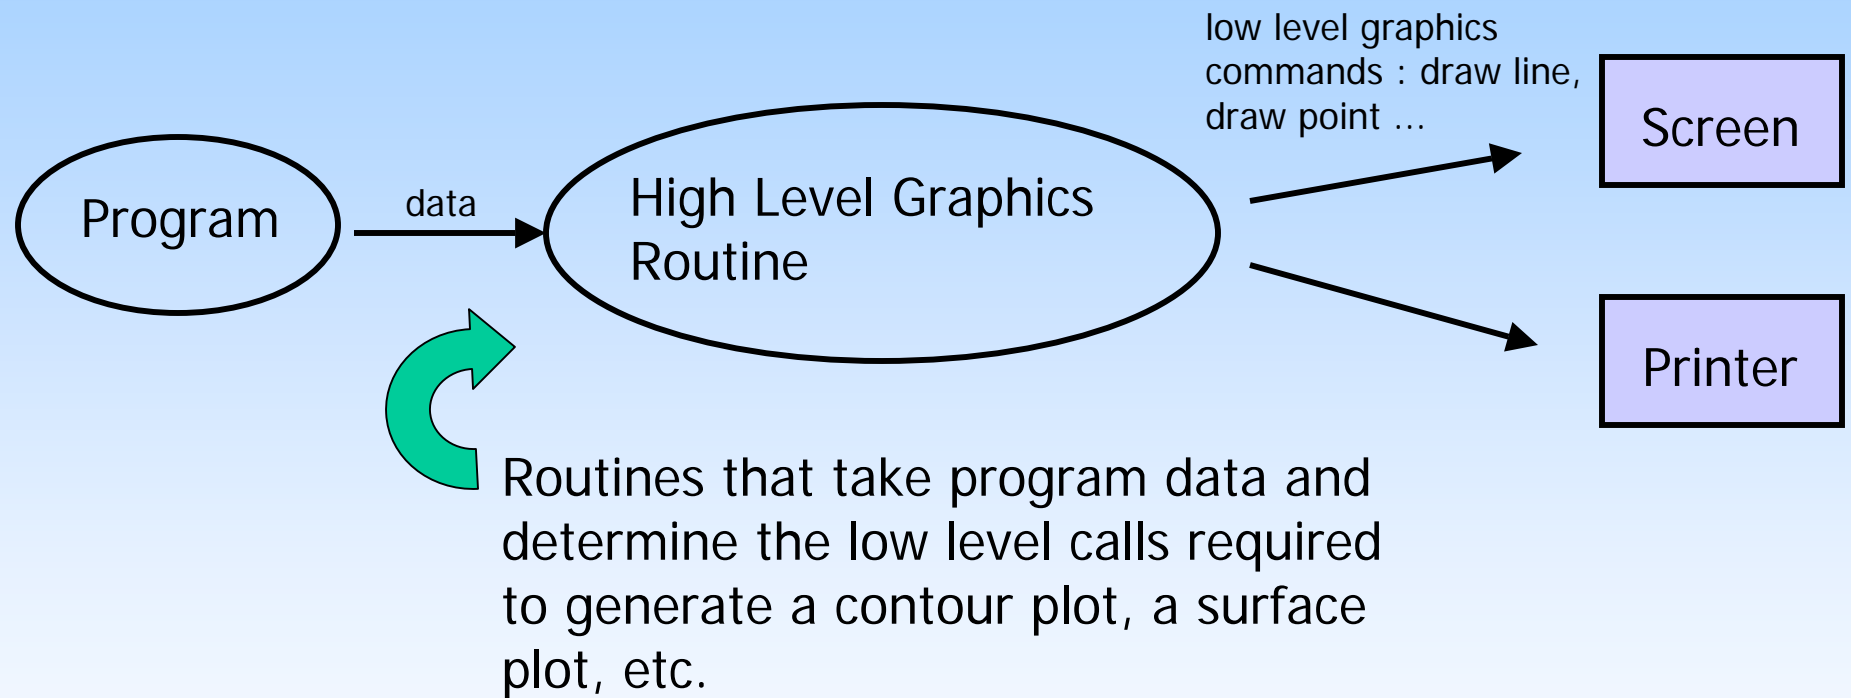 Program
data
High Level Graphics
Routine
low level graphics
commands : draw line,
draw point ...
Screen
Printer
Routines that take program data and
determine the low level calls required
to generate a contour plot, a surface
plot, etc.